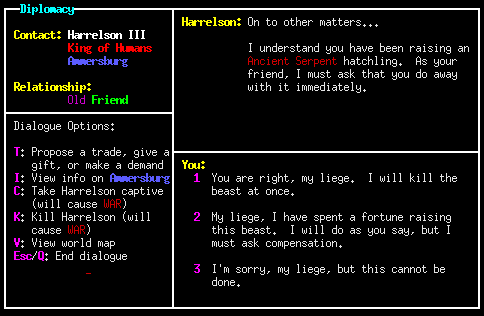 Diplomacy
Contact: Harrelson III
King of Humans
Ammersburg
Relationship:
Old Friend
Dialogue Options:
T: Propose a trade, give a
gift, or make a demand
I: View info on Ammersburg
C: Take Harrelson captive
(will cause WAR)
K: Kill Harrelson (will
cause WAR)
V: View world map
Esc/Q: End dialogue
Harrelson: On to other matters...
I understand you have been raising an
Ancient Serpent hatchling. As your
friend, I must ask that you do away
with it immediately.
You:
1 You are right, my liege. I will kill the
beast at once.
2 My liege, I have spent a fortune raising
this beast. I will do as you say, but I
must ask compensation.
3 I'm sorry, my liege, but this cannot be
done.